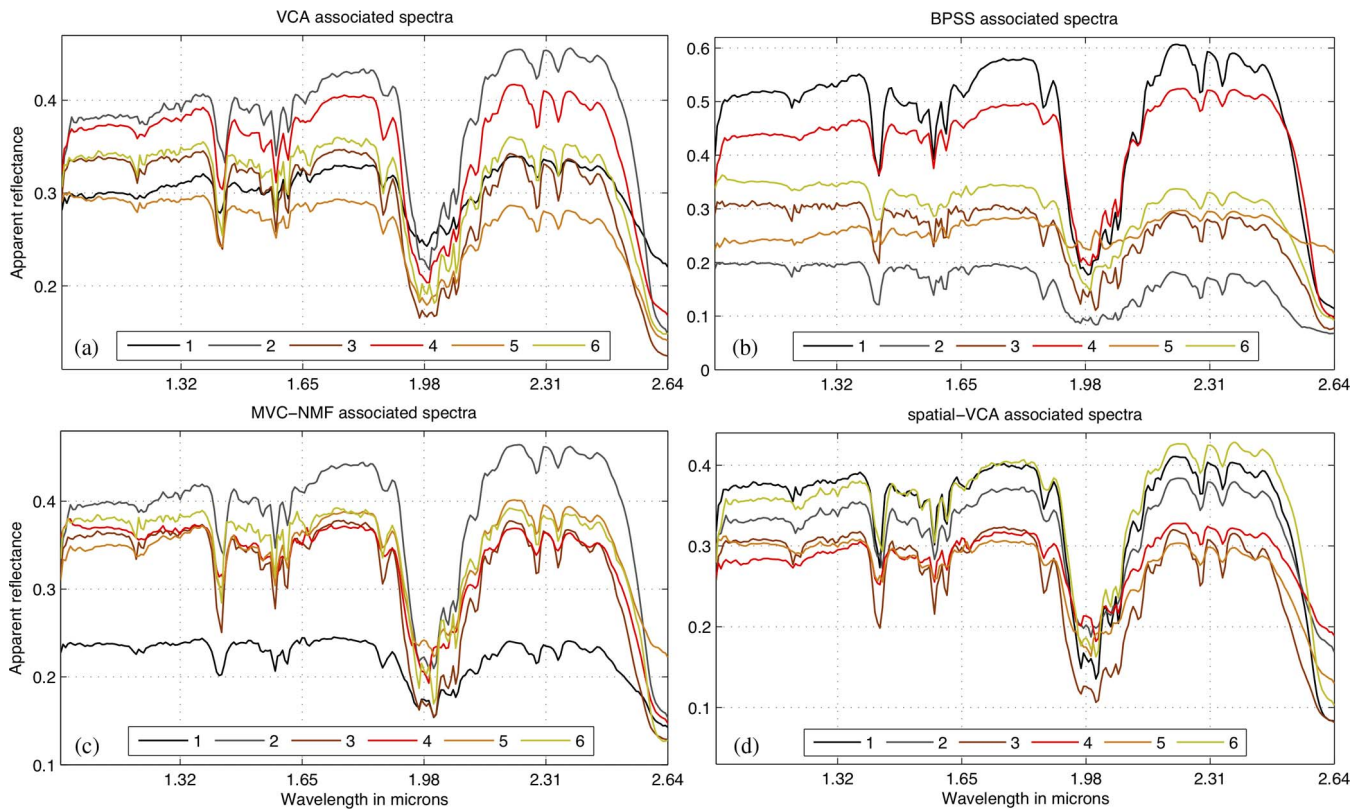 VCA associated spectra
Apparent reflectance
0.4
0.3
0.2
(a)
1 2 3 4 5 6
1.32 1.65 1.98 2.31 2.64
BPSS associated spectra
0.6
0.5
0.4
0.3
0.2
0.1
0
(b)
1 2 3 4 5 6
1.32 1.65 1.98 2.31 2.64
MVC−NMF associated spectra
Apparent reflectance
0.4
0.3
0.2
0.1
(c)
1 2 3 4 5 6
1.32 1.65 1.98 2.31 2.64
Wavelength in microns
spatial−VCA associated spectra
0.4
0.3
0.2
0.1
(d)
1 2 3 4 5 6
1.32 1.65 1.98 2.31 2.64
Wavelength in microns